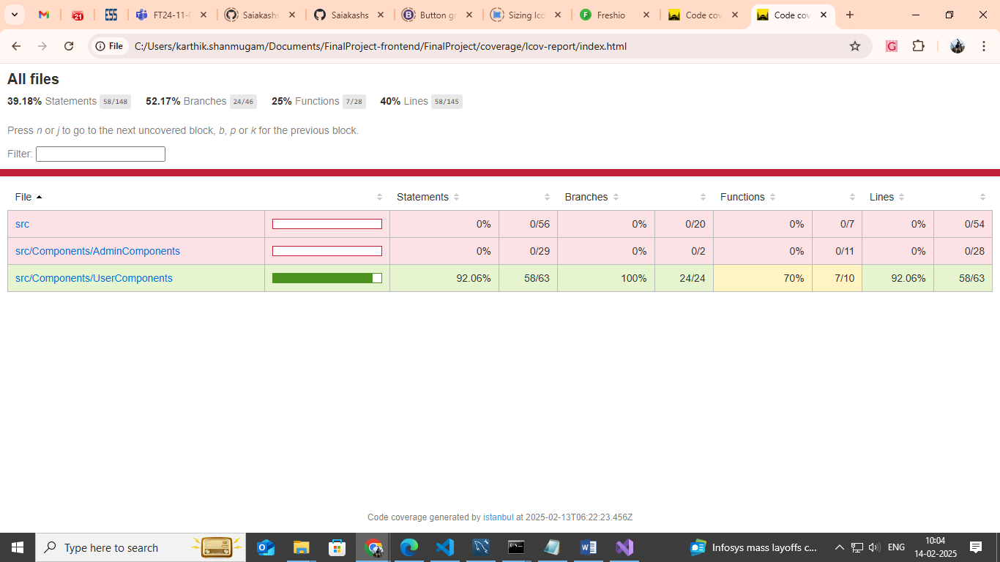 21
FT24-11-
Saiakashs
Saiakashs
Button gr
Sizing Ico
Freshio
Code cov
Code cov
File C:/Users/karthik.shanmugam/Documents/FinalProject-frontend/FinalProject/coverage/lcov-report/index.html
All files
39.18% Statements 58/148 52.17% Branches 24/46 25% Functions 7/28 40% Lines 58/145
Press n or j to go to the next uncovered block, b, p or k for the previous block.
Filter:
File Statements Branches Functions Lines
src 0% 0/56 0% 0/20 0% 0/7 0% 0/54
src/Components/AdminComponents 0% 0/29 0% 0/2 0% 0/11 0% 0/28
src/Components/UserComponents 92.06% 58/63 100% 24/24 70% 7/10 92.06% 58/63
Code coverage generated by istanbul at 2025-02-13T06:22:23.456Z
Type here to search
Infosys mass layoffs c...
ENG
10:04
14-02-2025